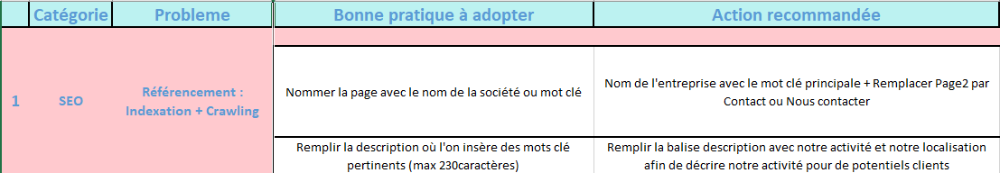 Catégorie Probleme Bonne pratique à adopter Action recommandée
1 SEO
Référencement :
Indexation + Crawling
Nommer la page avec le nom de la société ou mot clé
Nom de l'entreprise avec le mot clé principale + Remplacer Page2 par
Contact ou Nous contacter
Remplir la description où l'on insère des mots clé
pertinents (max 230caractères)
Remplir la balise description avec notre activité et notre localisation
afin de décrire notre activité pour de potentiels clients